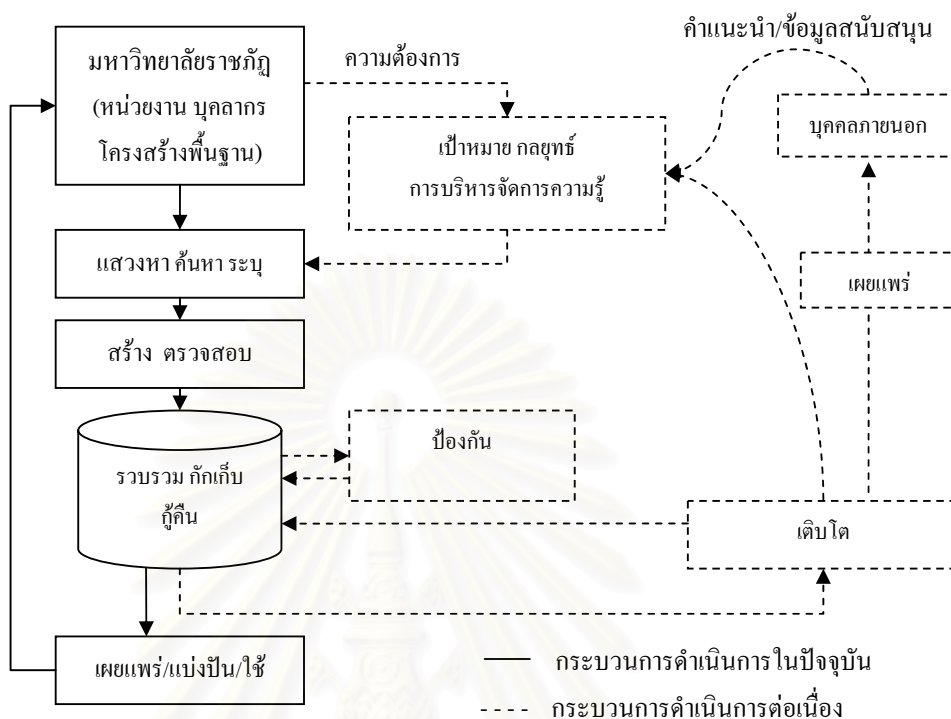 คำแนะนำ/ข้อมูลสนับสนุน
มหาวิทยาลัยราชภัฏ
(หน่วยงาน บุคลากร
โครงสร้างพื้นฐาน)
ความต้องการ
บุคคลภายนอก
เป้าหมาย กลยุทธ์
การบริหารจัดการความรู้
แสวงหา ค้นหา ระบุ
เผยแพร่
สร้าง ตรวจสอบ
ป้องกัน
รวบรวม กักเก็บ
กู้คืน
เติบโต
เผยแพร่/แบ่งปัน/ใช้
กระบวนการดำเนินการในปัจจุบัน
กระบวนการดำเนินการต่อเนื่อง